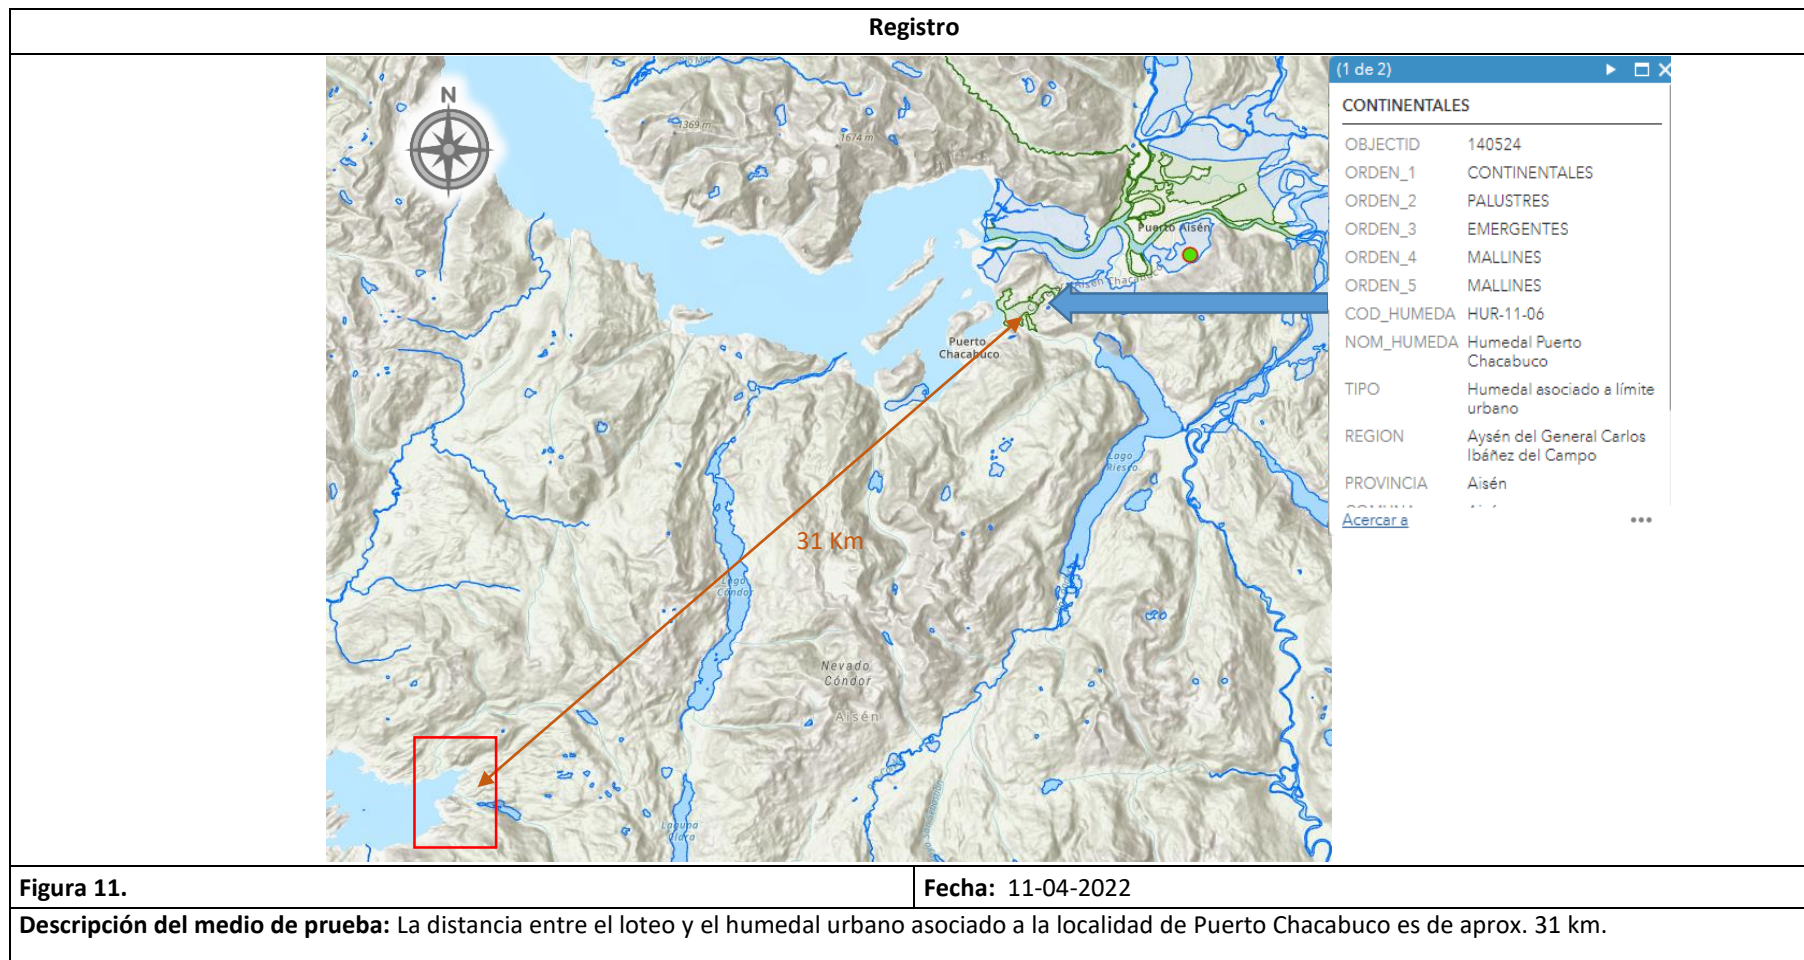 Registro
N
1369 m
1674 m
Puerto Aisén
Aisén Chacabuco
Puerto
Chacabuco
Lago
Riesco
31 Km
Lago
Cóndor
Nevado
Cóndor
Aisén
Laguna
(1 de 2)
CONTINENTALES
OBJECTID 140524
ORDEN_1 CONTINENTALES
ORDEN_2 PALUSTRES
ORDEN_3 EMERGENTES
ORDEN_4 MALLINES
ORDEN_5 MALLINES
COD_HUMEDA HUR-11-06
NOM_HUMEDA Humedal Puerto
Chacabuco
TIPO Humedal asociado a límite
urbano
REGION Aysén del General Carlos
Ibáñez del Campo
PROVINCIA Aisén
Acercar a
Figura 11.
Fecha: 11-04-2022
Descripción del medio de prueba: La distancia entre el loteo y el humedal urbano asociado a la localidad de Puerto Chacabuco es de aprox. 31 km.